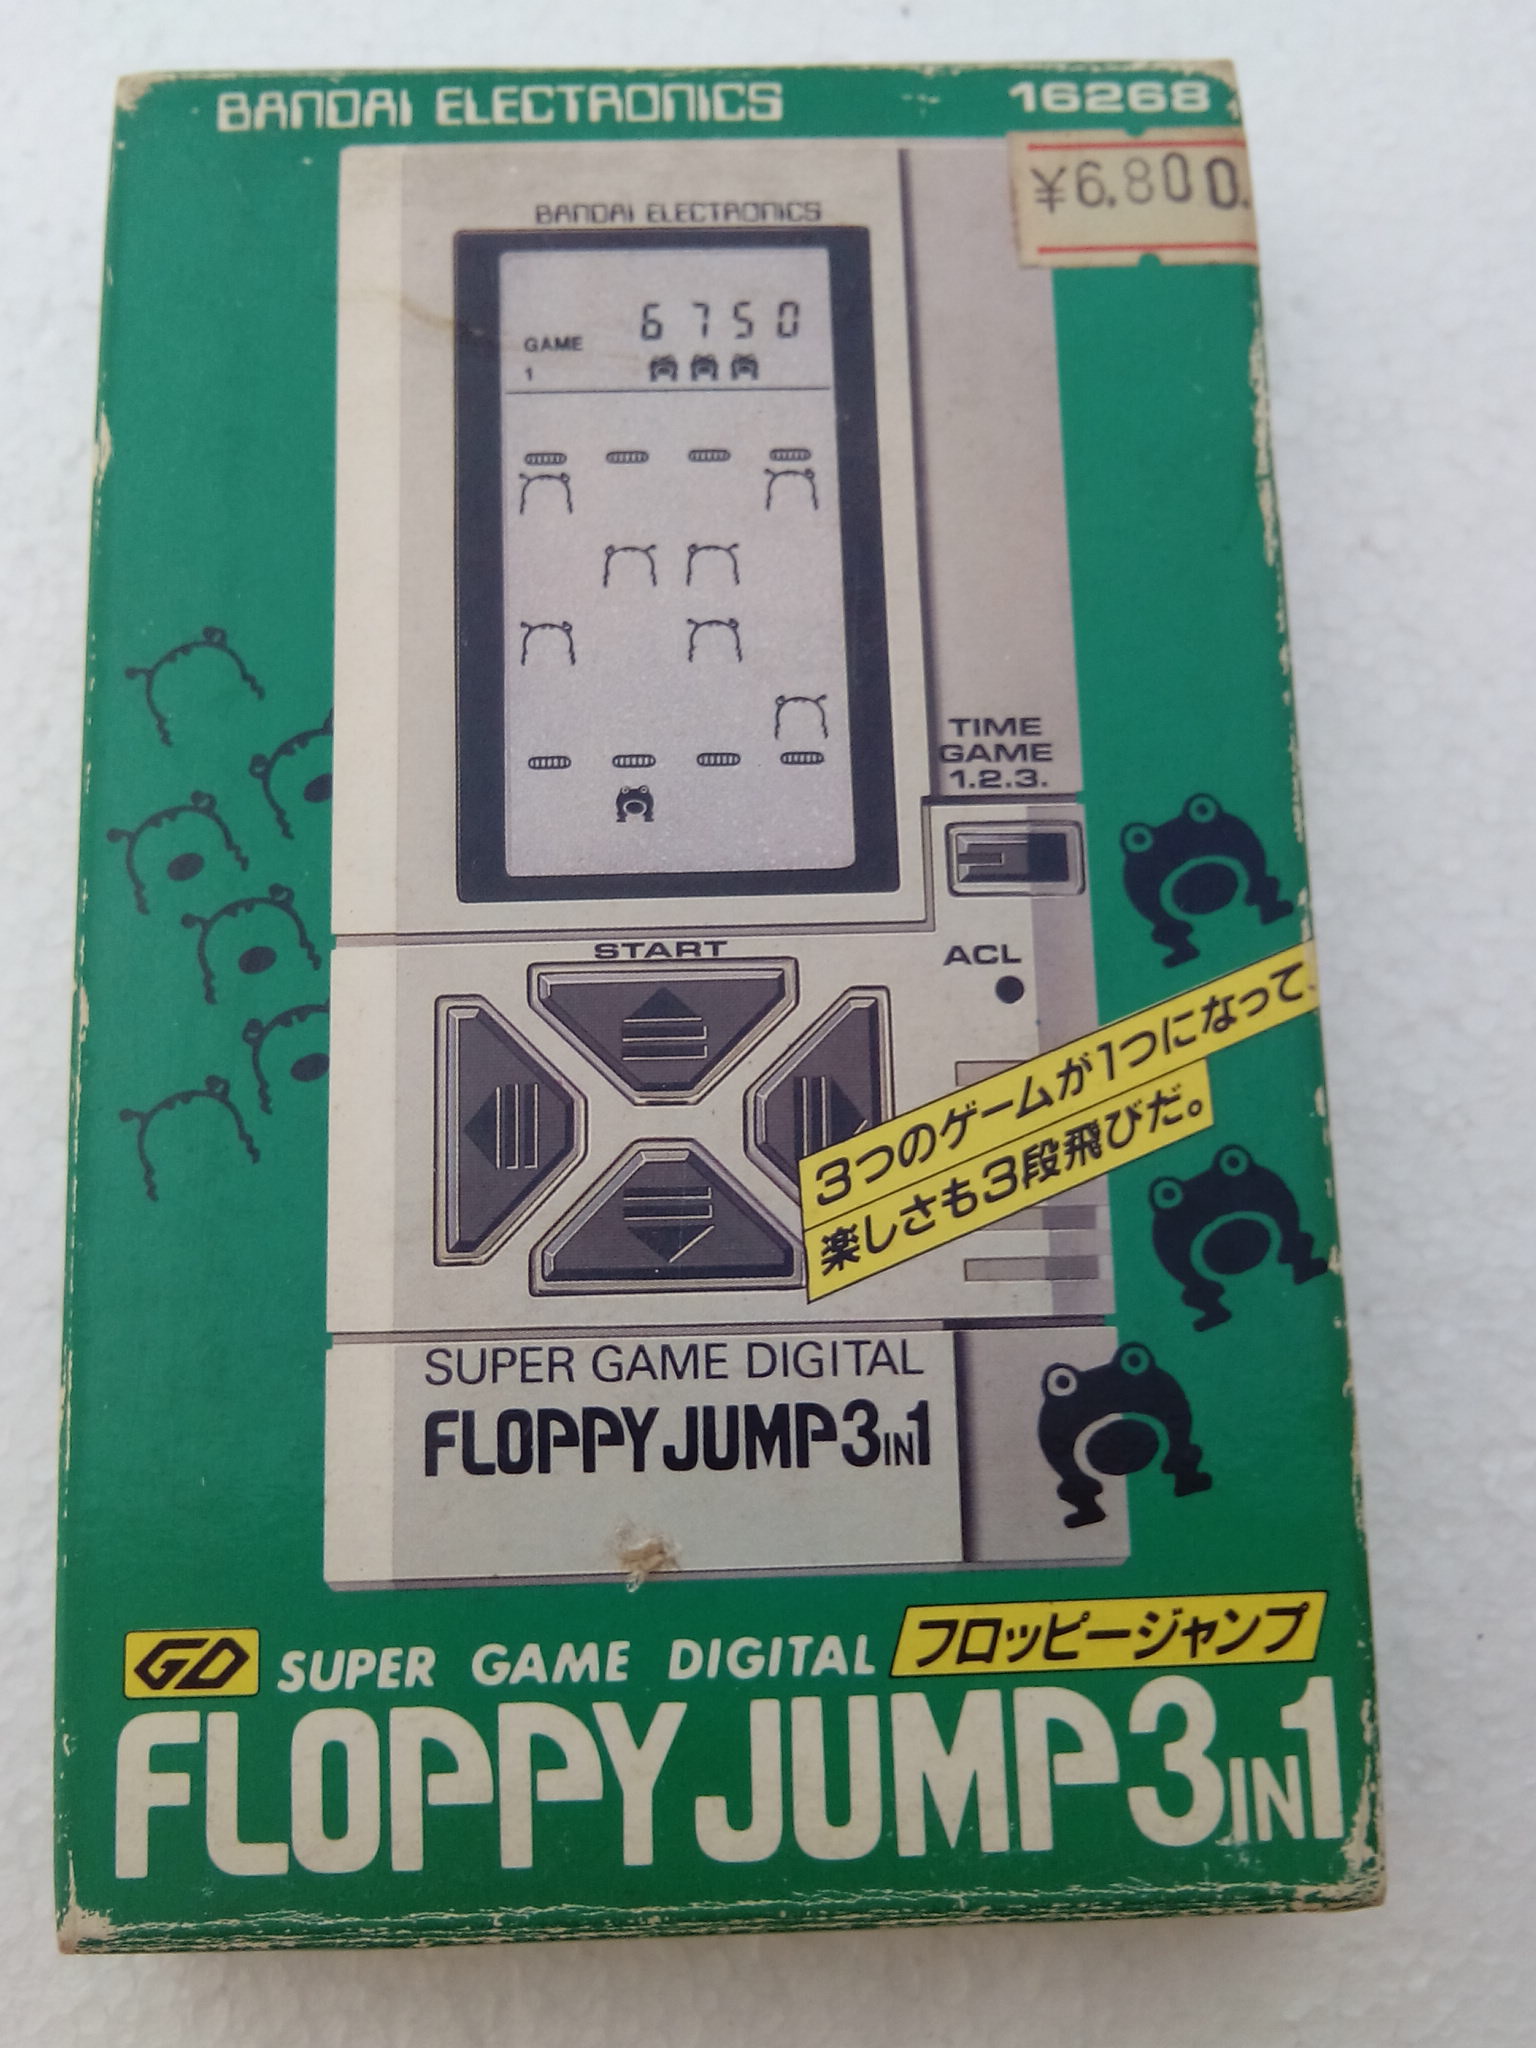 BANDAI ELECTRONICS 16268
¥6,800.
BANDAI ELECTRONICS
6750
GAME
1
TIME
GAME
1.2.3.
START
ACL
3つのゲームが1つになって、
楽しさも3段飛びだ。
SUPER GAME DIGITAL
FLOPPY JUMP 3 IN 1
GD SUPER GAME DIGITAL フロッピージャンプ
FLOPPY JUMP 3 IN 1